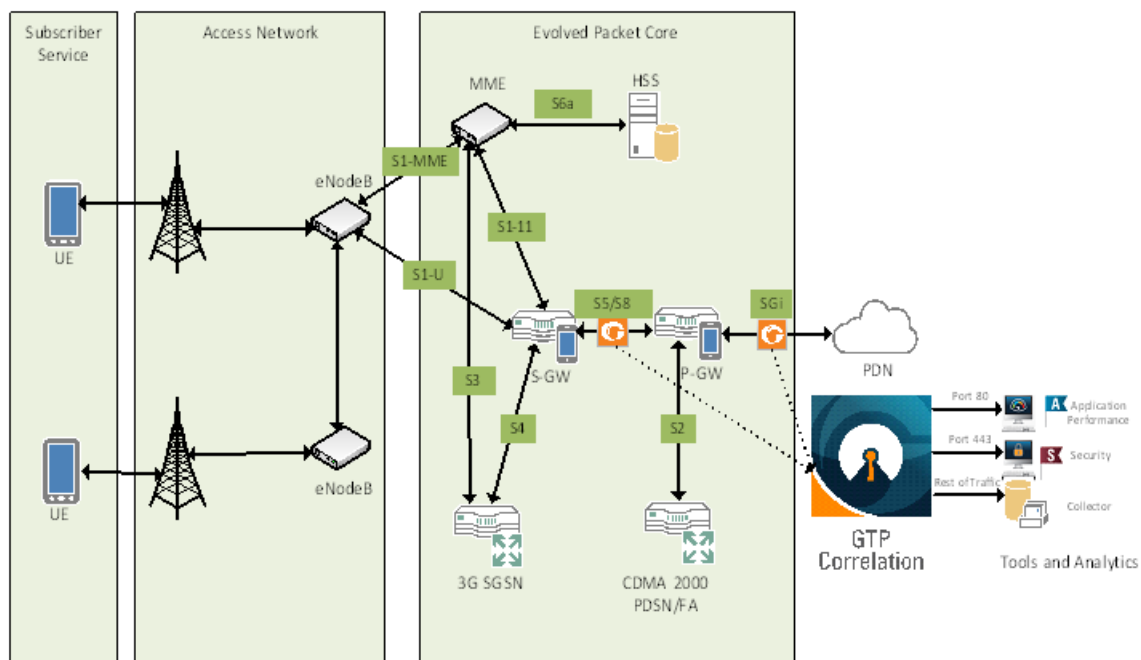 Subscriber
Service
Access Network
Evolved Packet Core
MME
HSS
S6a
S1-MME
eNodeB
S1-11
UE
S1-U
S5/S8
SGi
S-GW
P-GW
PDN
S3
S4
S2
Port 80
A
Application
Performance
Port 443
S
Security
Rest of Traffic
Collector
UE
eNodeB
GTP
Correlation
Tools and Analytics
3G SGSN
CDMA 2000
PDSN/FA